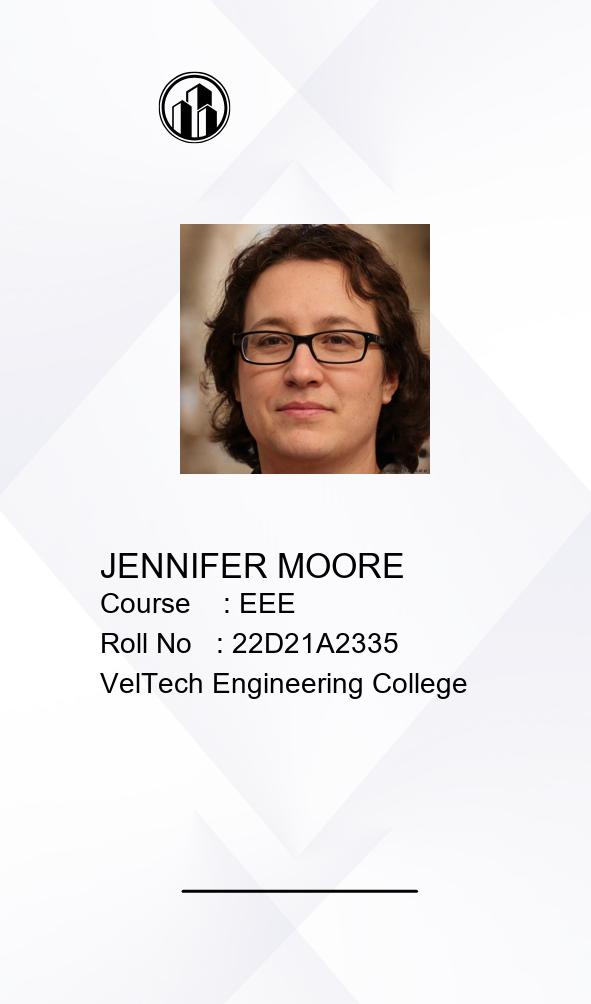 JENNIFER MOORE
Course : EEE
Roll No : 22D21A2335
VelTech Engineering College